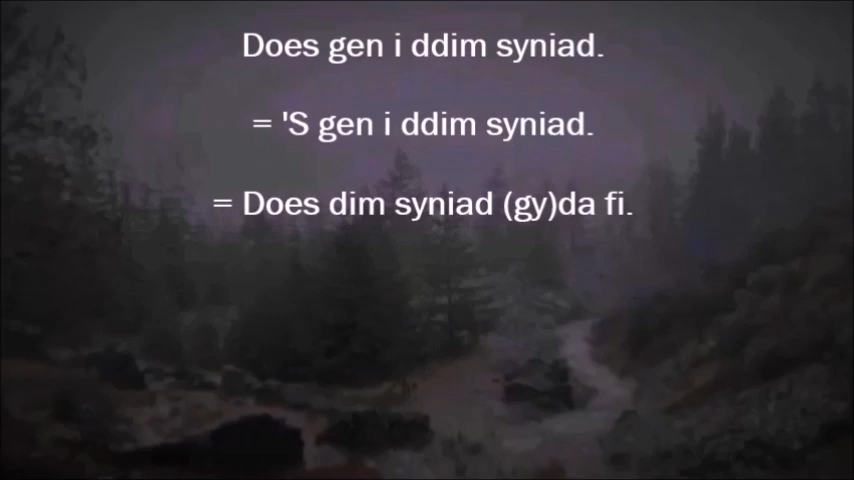 Does gen i ddim syniad.
= 'S gen i ddim syniad.
= Does dim syniad (gy)da fi.